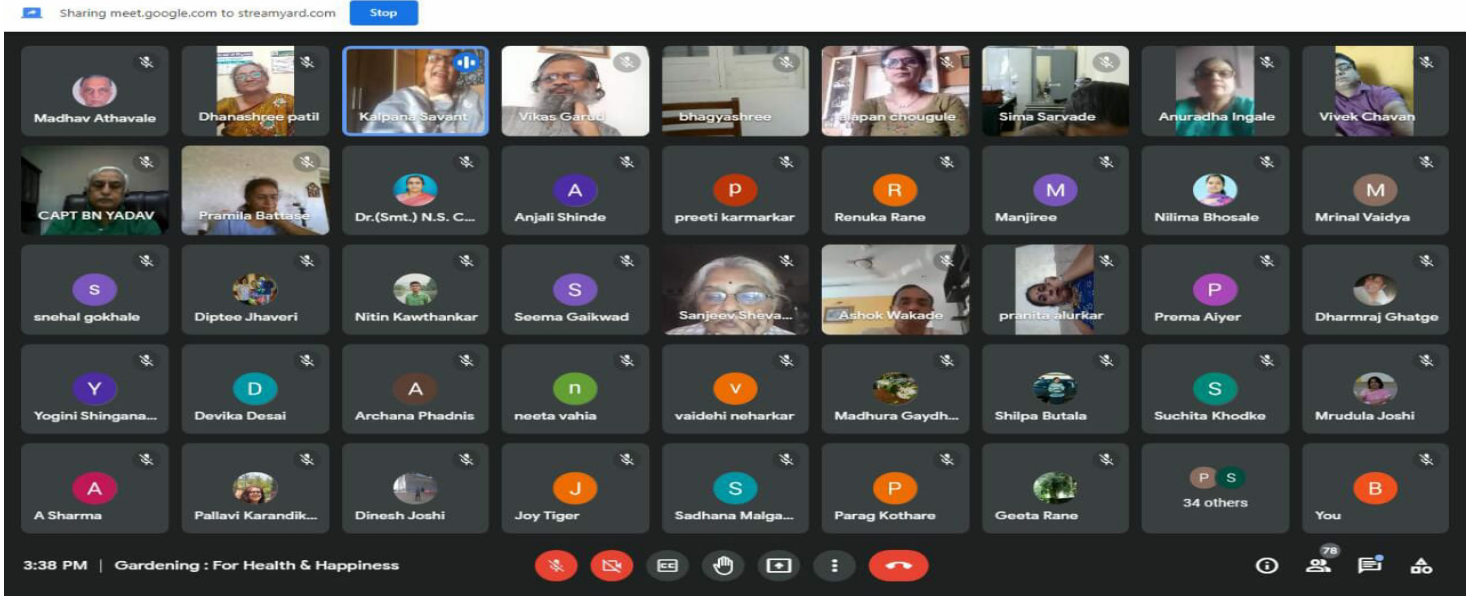 Sharing meet.google.com to streamyard.com Stop
Madhav Athavale
Dhanashree patil
Kalpana Savant
Vikas Garud
bhagyashree
alapan chougule
Sima Sarvade
Anuradha Ingale
Vivek Chavan
CAPT BN YADAV
Pramila Battase
Dr.(Smt.) N.S. C...
A
Anjali Shinde
p
preeti karmarkar
R
Renuka Rane
M
Manjiree
Nilima Bhosale
M
Mrinal Vaidya
s
snehal gokhale
Diptee Jhaveri
Nitin Kawthankar
S
Seema Gaikwad
Sanjeev Sheva...
Ashok Wakade
pranita alurkar
P
Prema Aiyer
Dharmraj Ghatge
Y
Yogini Shingana...
D
Devika Desai
A
Archana Phadnis
n
neeta vahia
v
vaidehi neharkar
Madhura Gaydh...
Shilpa Butala
S
Suchita Khodke
Mrudula Joshi
A
A Sharma
Pallavi Karandik...
Dinesh Joshi
J
Joy Tiger
S
Sadhana Malga...
P
Parag Kothare
Geeta Rane
P S
34 others
B
You
3:38 PM | Gardening : For Health & Happiness
CC
78